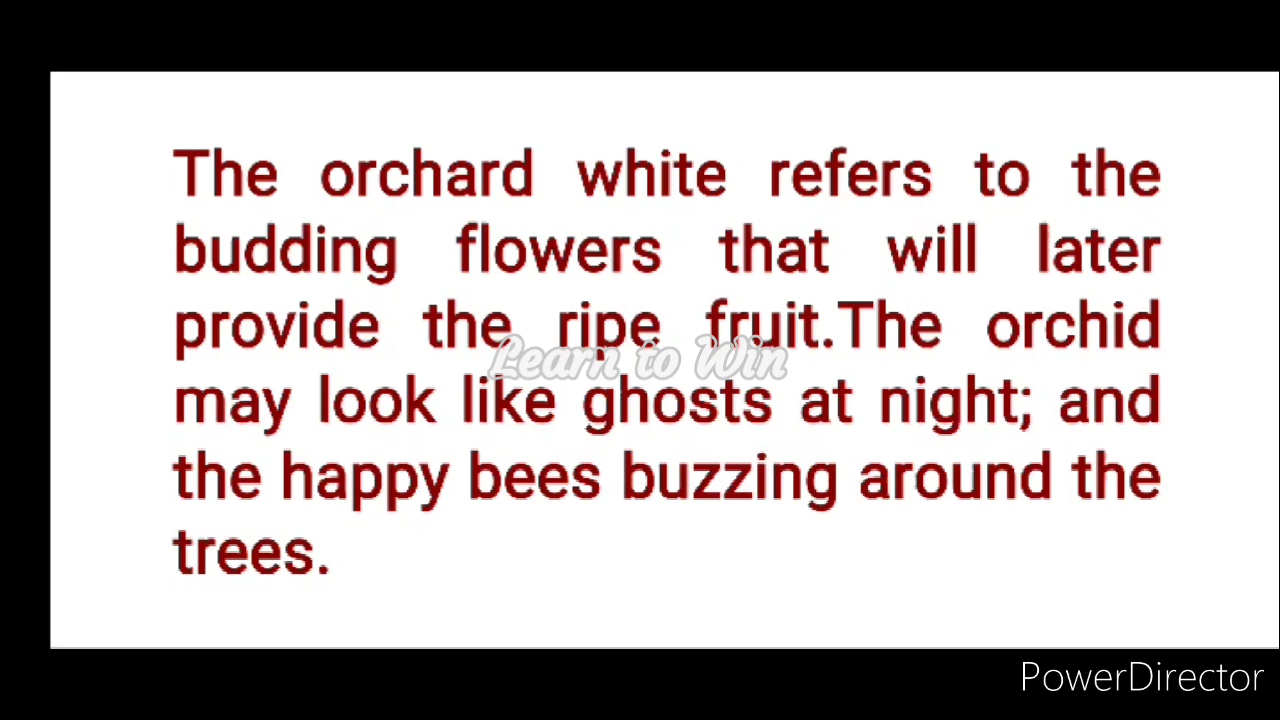 The orchard white refers to the
budding flowers that will later
provide the ripe fruit.The orchid
Learn to Win
may look like ghosts at night; and
the happy bees buzzing around the
trees.
PowerDirector